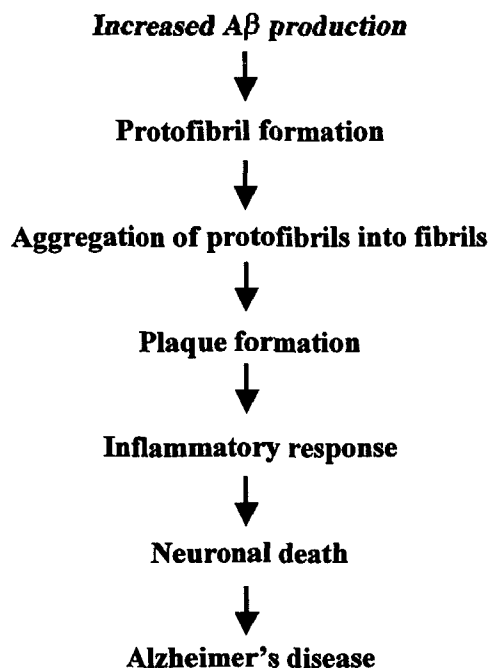 Increased Aβ production
Protofibril formation
Aggregation of protofibrils into fibrils
Plaque formation
Inflammatory response
Neuronal death
Alzheimer's disease